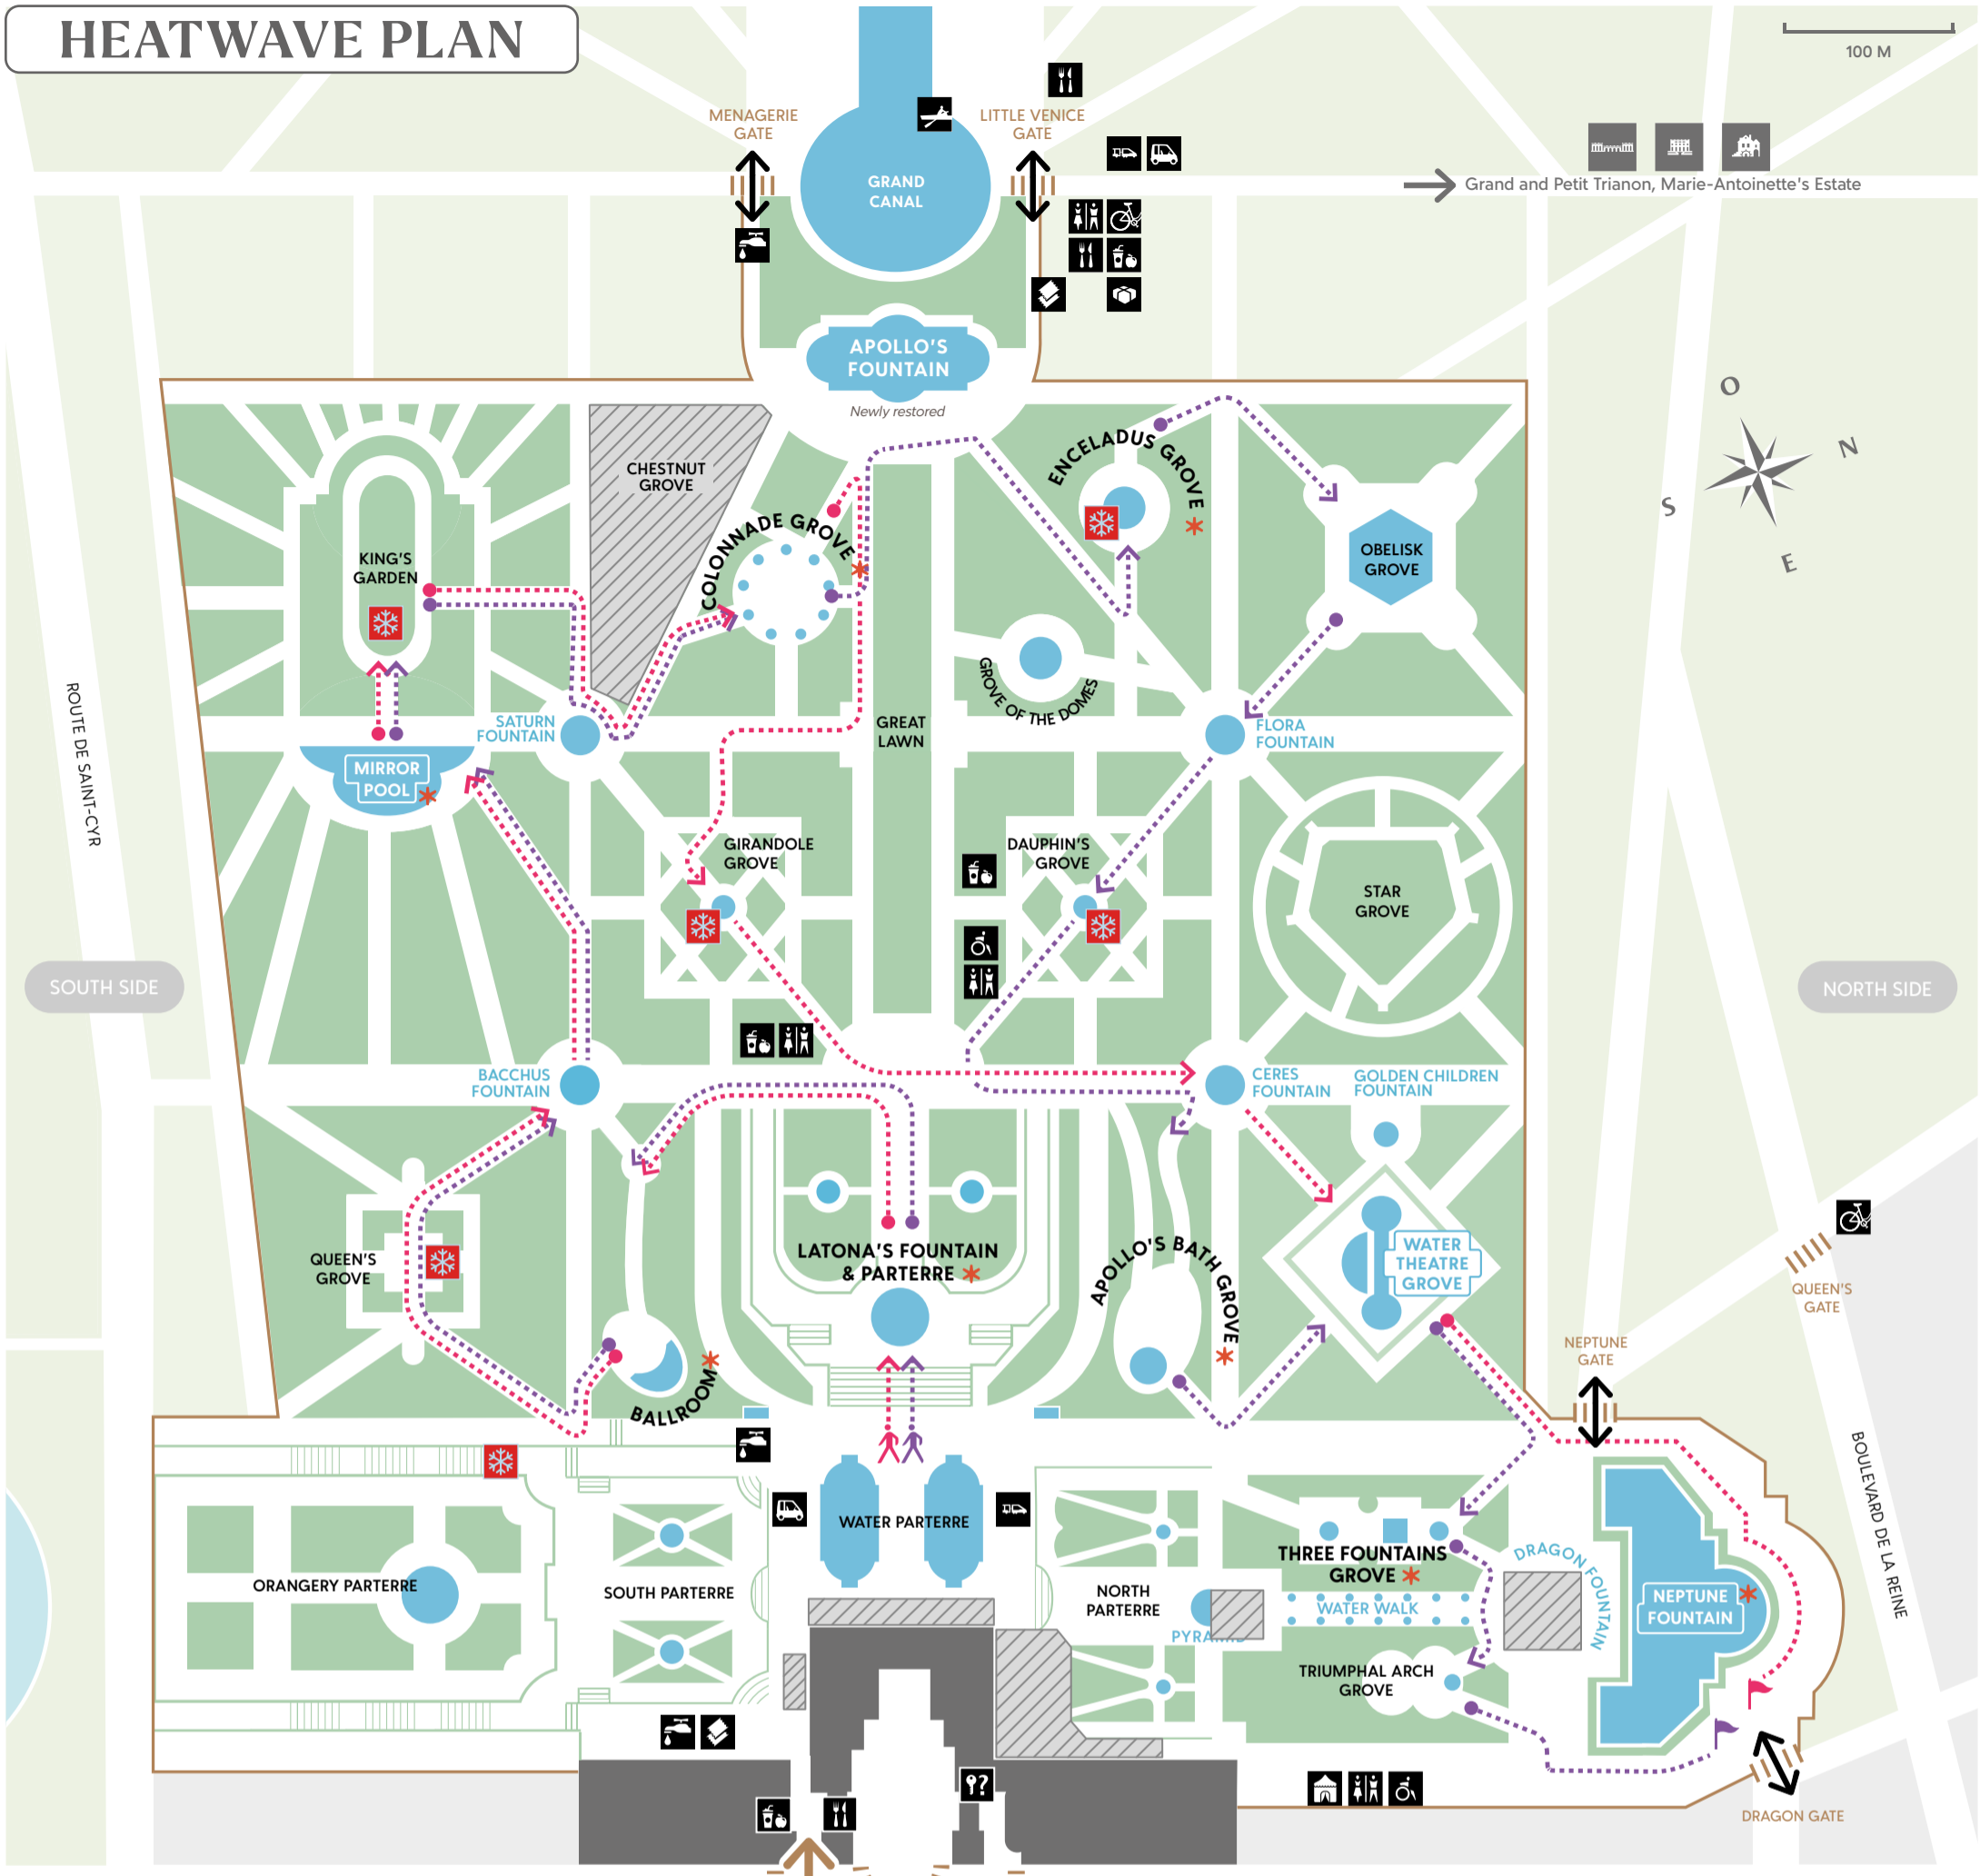 HEATWAVE PLAN
100 M
MENAGERIE
GATE
LITTLE VENICE
GATE
GRAND
CANAL
Grand and Petit Trianon, Marie-Antoinette's Estate
APOLLO'S
FOUNTAIN
Newly restored
O
N
S
E
CHESTNUT
GROVE
ENCELADUS GROVE
COLONNADE GROVE
KING'S
GARDEN
OBELISK
GROVE
GROVE OF THE DOMES
ROUTE DE SAINT-CYR
SATURN
FOUNTAIN
GREAT
LAWN
FLORA
FOUNTAIN
MIRROR
POOL
GIRANDOLE
GROVE
DAUPHIN'S
GROVE
STAR
GROVE
SOUTH SIDE
NORTH SIDE
BACCHUS
FOUNTAIN
CERES
FOUNTAIN
GOLDEN CHILDREN
FOUNTAIN
QUEEN'S
GROVE
LATONA'S FOUNTAIN
& PARTERRE
APOLLO'S BATH GROVE
WATER
THEATRE
GROVE
QUEEN'S
GATE
NEPTUNE
GATE
BALLROOM
BOULEVARD DE LA REINE
WATER PARTERRE
ORANGERY PARTERRE
SOUTH PARTERRE
NORTH
PARTERRE
THREE FOUNTAINS
GROVE
DRAGON FOUNTAIN
WATER WALK
NEPTUNE
FOUNTAIN
PYRAMID
TRIUMPHAL ARCH
GROVE
?
DRAGON GATE